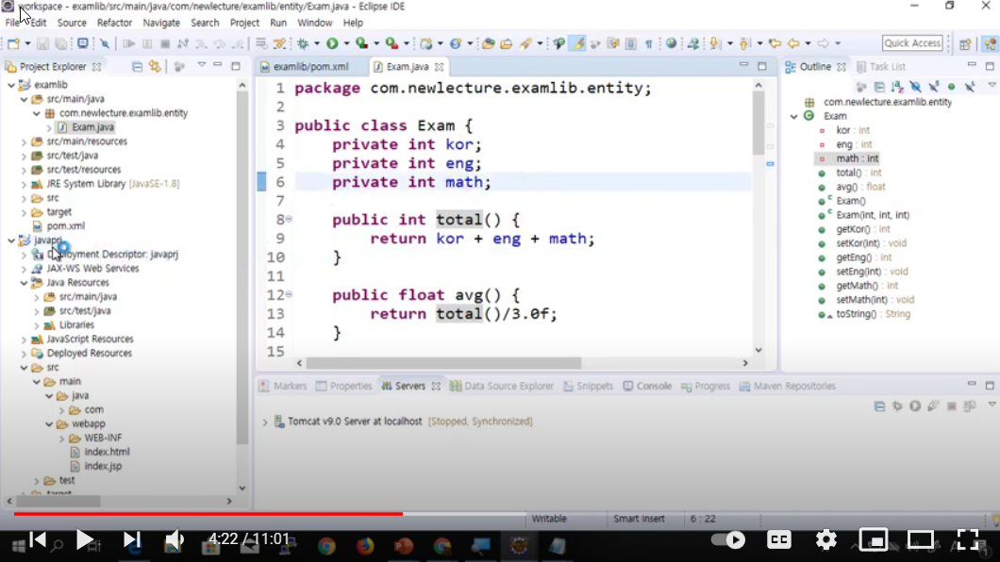 workspace - examlib/src/main/java/com/newlecture/examlib/entity/Exam.java - Eclipse IDE
File Edit Source Refactor Navigate Search Project Run Window Help
Quick Access
Project Explorer
examlib
src/main/java
com.newlecture.examlib.entity
Exam.java
src/main/resources
src/test/java
src/test/resources
JRE System Library [JavaSE-1.8]
src
target
pom.xml
javaprj
Deployment Descriptor: javaprj
JAX-WS Web Services
Java Resources
src/main/java
src/test/java
Libraries
JavaScript Resources
Deployed Resources
src
main
java
com
webapp
WEB-INF
index.html
index.jsp
test
target
examlib/pom.xml Exam.java
1 package com.newlecture.examlib.entity;
2
3 public class Exam {
4 private int kor;
5 private int eng;
6 private int math;
7
8 public int total() {
9 return kor + eng + math;
10 }
11
12 public float avg() {
13 return total()/3.0f;
14 }
15
Outline Task List
com.newlecture.examlib.entity
Exam
kor : int
eng : int
math : int
total() : int
avg() : float
Exam()
Exam(int, int, int)
getKor() : int
setKor(int) : void
getEng() : int
setEng(int) : void
getMath() : int
setMath(int) : void
toString() : String
Markers Properties Servers Data Source Explorer Snippets Console Progress Maven Repositories
Tomcat v9.0 Server at localhost [Stopped, Synchronized]
Writable Smart Insert 6 : 22
4:22 / 11:01 CC